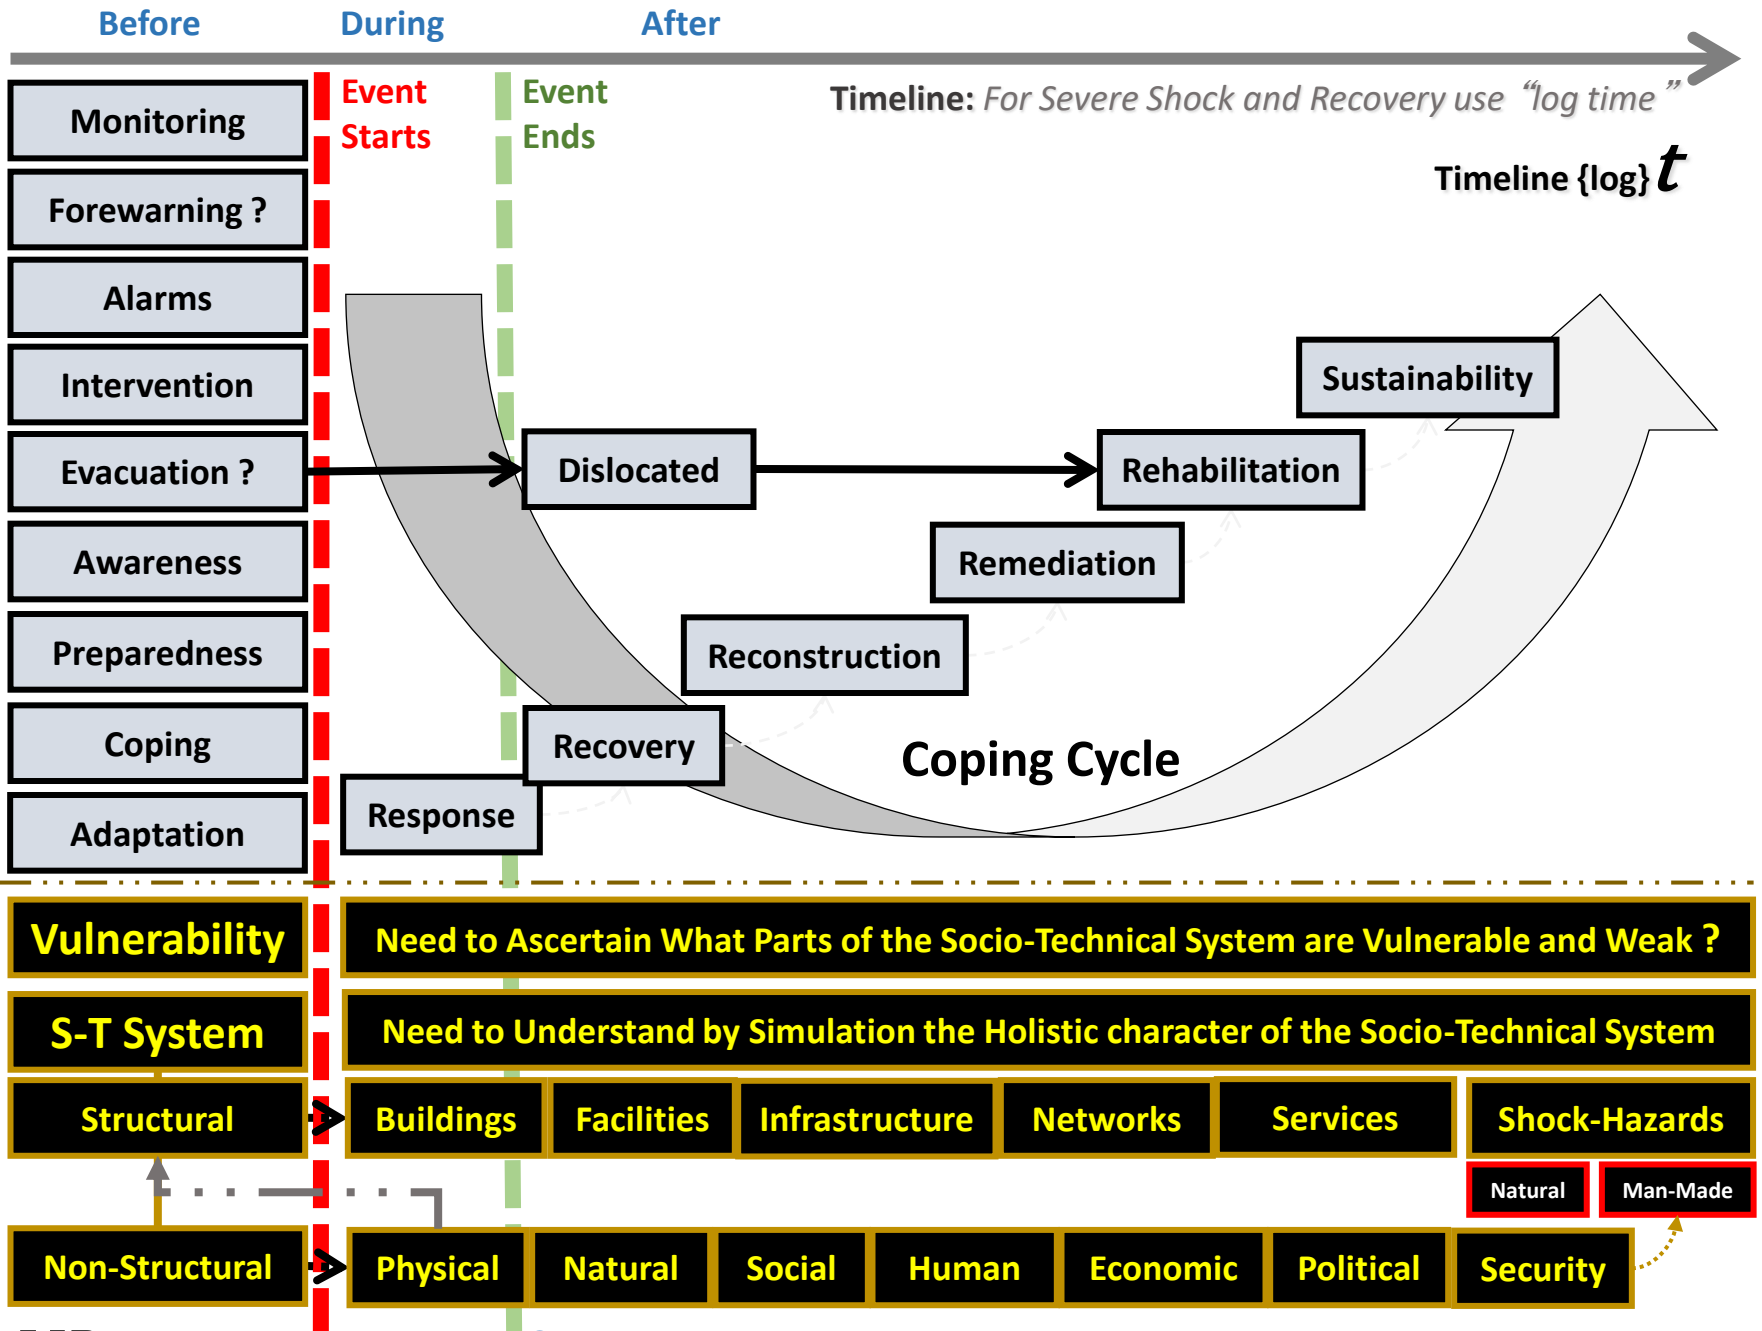 Before During After
Event Starts
Event Ends
Timeline: For Severe Shock and Recovery use “log time”
Timeline {log} t
Monitoring
Forewarning ?
Alarms
Intervention
Evacuation ?
Awareness
Preparedness
Coping
Adaptation
Sustainability
Dislocated
Rehabilitation
Remediation
Reconstruction
Recovery
Response
Coping Cycle
Vulnerability
Need to Ascertain What Parts of the Socio-Technical System are Vulnerable and Weak ?
S-T System
Need to Understand by Simulation the Holistic character of the Socio-Technical System
Structural
Buildings
Facilities
Infrastructure
Networks
Services
Shock-Hazards
Natural
Man-Made
Non-Structural
Physical
Natural
Social
Human
Economic
Political
Security